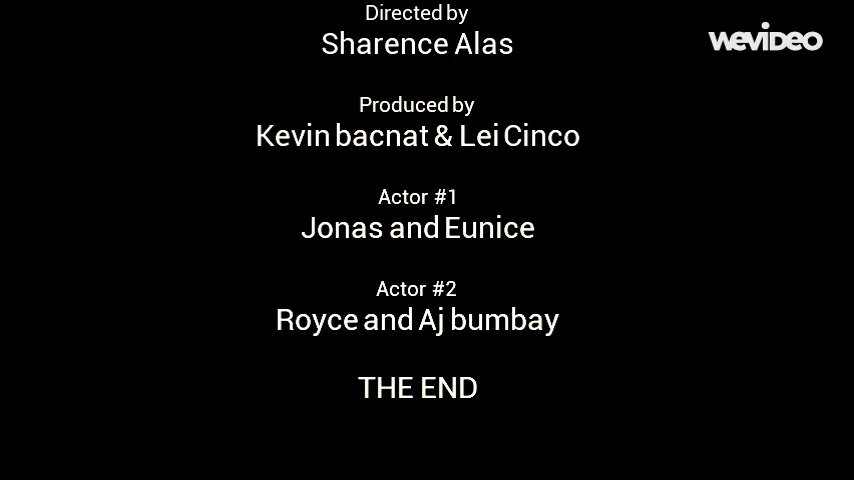 Directed by
Sharence Alas
WEVIDEO
Produced by
Kevin bacnat & Lei Cinco
Actor #1
Jonas and Eunice
Actor #2
Royce and Aj bumbay
THE END